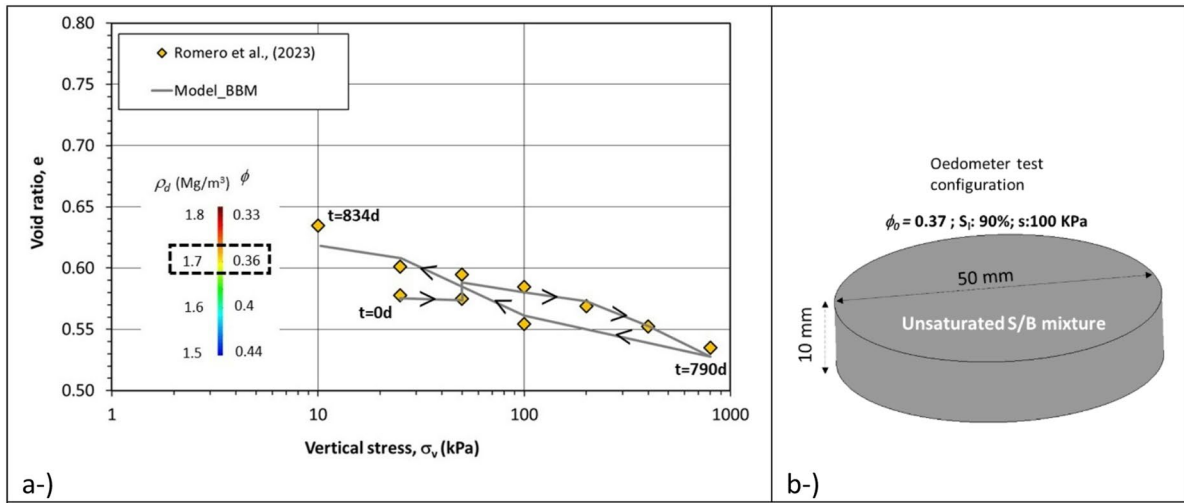 0.80
0.75
0.70
0.65
0.60
0.55
0.50
Void ratio, e
Romero et al., (2023)
Model_BBM
ρd (Mg/m³) ϕ
1.8 0.33
1.7 0.36
1.6 0.4
1.5 0.44
t=834d
t=0d
t=790d
1 10 100 1000
Vertical stress, σv (kPa)
a-)
Oedometer test
configuration
ϕ0 = 0.37 ; Si: 90%; s:100 KPa
50 mm
Unsaturated S/B mixture
10 mm
b-)